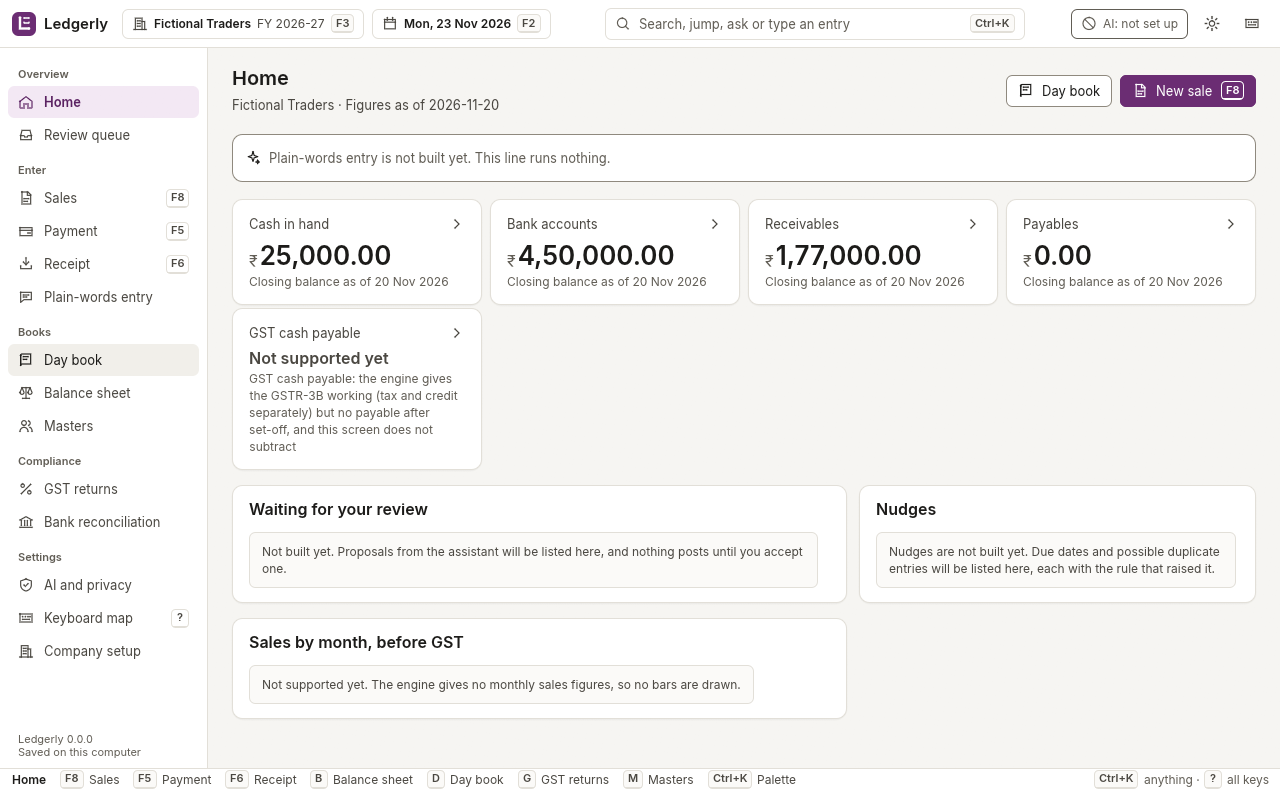 Ledgerly
Fictional Traders FY 2026-27 F3
Mon, 23 Nov 2026 F2
Search, jump, ask or type an entry Ctrl+K
AI: not set up
Overview
Home
Review queue
Enter
Sales F8
Payment F5
Receipt F6
Plain-words entry
Books
Day book
Balance sheet
Masters
Compliance
GST returns
Bank reconciliation
Settings
AI and privacy
Keyboard map ?
Company setup
Ledgerly 0.0.0
Saved on this computer
Home
Fictional Traders · Figures as of 2026-11-20
Day book
New sale F8
Plain-words entry is not built yet. This line runs nothing.
Cash in hand
₹25,000.00
Closing balance as of 20 Nov 2026
Bank accounts
₹4,50,000.00
Closing balance as of 20 Nov 2026
Receivables
₹1,77,000.00
Closing balance as of 20 Nov 2026
Payables
₹0.00
Closing balance as of 20 Nov 2026
GST cash payable
Not supported yet
GST cash payable: the engine gives
the GSTR-3B working (tax and credit
separately) but no payable after
set-off, and this screen does not
subtract
Waiting for your review
Not built yet. Proposals from the assistant will be listed here, and nothing posts until you accept
one.
Nudges
Nudges are not built yet. Due dates and possible duplicate
entries will be listed here, each with the rule that raised it.
Sales by month, before GST
Not supported yet. The engine gives no monthly sales figures, so no bars are drawn.
Home F8 Sales F5 Payment F6 Receipt B Balance sheet D Day book G GST returns M Masters Ctrl+K Palette Ctrl+K anything · ? all keys